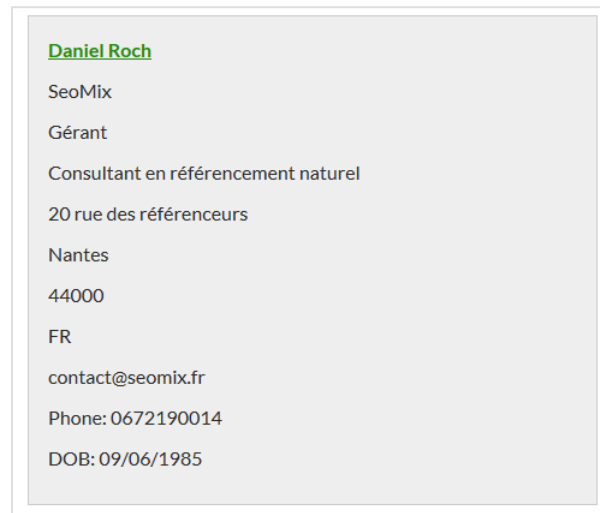 Daniel Roch
SeoMix
Gérant
Consultant en référencement naturel
20 rue des référenceurs
Nantes
44000
FR
contact@seomix.fr
Phone: 0672190014
DOB: 09/06/1985